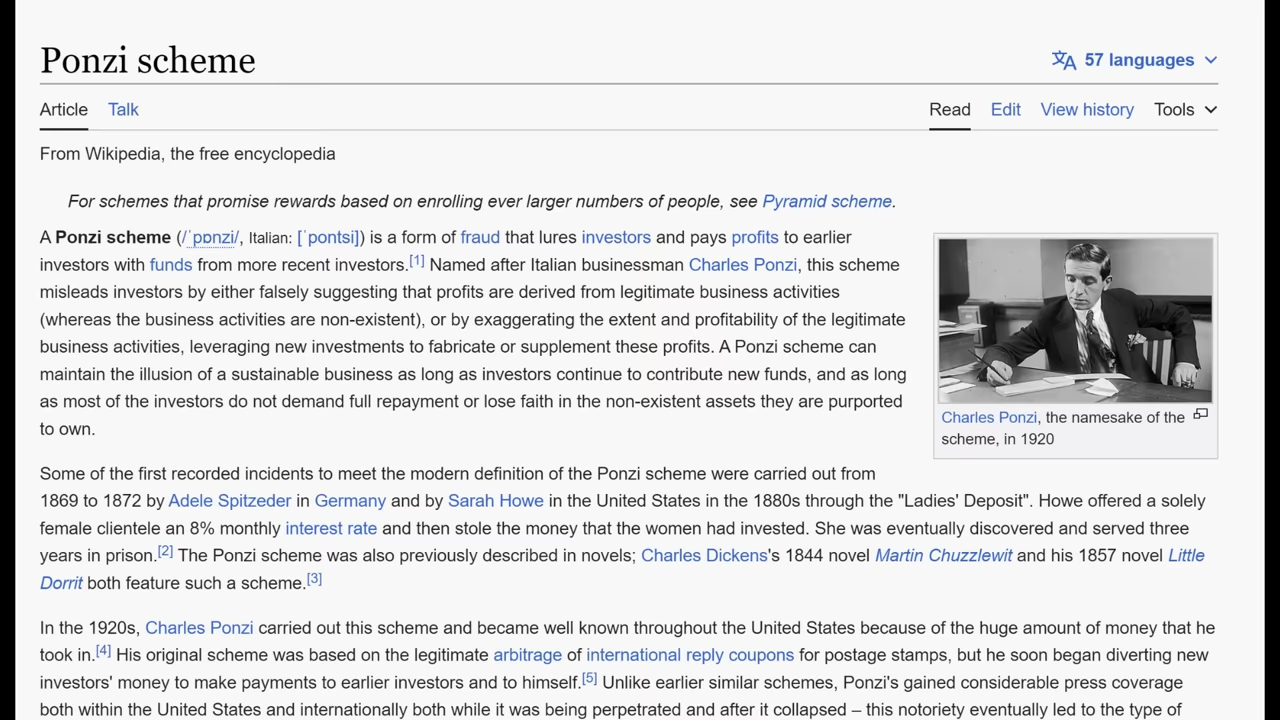 Ponzi scheme
57 languages
Article Talk Read Edit View history Tools
From Wikipedia, the free encyclopedia
For schemes that promise rewards based on enrolling ever larger numbers of people, see Pyramid scheme.
A Ponzi scheme (/ˈpɒnzi/, Italian: [ˈpontsi]) is a form of fraud that lures investors and pays profits to earlier
investors with funds from more recent investors.[1] Named after Italian businessman Charles Ponzi, this scheme
misleads investors by either falsely suggesting that profits are derived from legitimate business activities
(whereas the business activities are non-existent), or by exaggerating the extent and profitability of the legitimate
business activities, leveraging new investments to fabricate or supplement these profits. A Ponzi scheme can
maintain the illusion of a sustainable business as long as investors continue to contribute new funds, and as long
as most of the investors do not demand full repayment or lose faith in the non-existent assets they are purported
to own.
Charles Ponzi, the namesake of the
scheme, in 1920
Some of the first recorded incidents to meet the modern definition of the Ponzi scheme were carried out from
1869 to 1872 by Adele Spitzeder in Germany and by Sarah Howe in the United States in the 1880s through the "Ladies' Deposit". Howe offered a solely
female clientele an 8% monthly interest rate and then stole the money that the women had invested. She was eventually discovered and served three
years in prison.[2] The Ponzi scheme was also previously described in novels; Charles Dickens's 1844 novel Martin Chuzzlewit and his 1857 novel Little
Dorrit both feature such a scheme.[3]
In the 1920s, Charles Ponzi carried out this scheme and became well known throughout the United States because of the huge amount of money that he
took in.[4] His original scheme was based on the legitimate arbitrage of international reply coupons for postage stamps, but he soon began diverting new
investors' money to make payments to earlier investors and to himself.[5] Unlike earlier similar schemes, Ponzi's gained considerable press coverage
both within the United States and internationally both while it was being perpetrated and after it collapsed – this notoriety eventually led to the type of